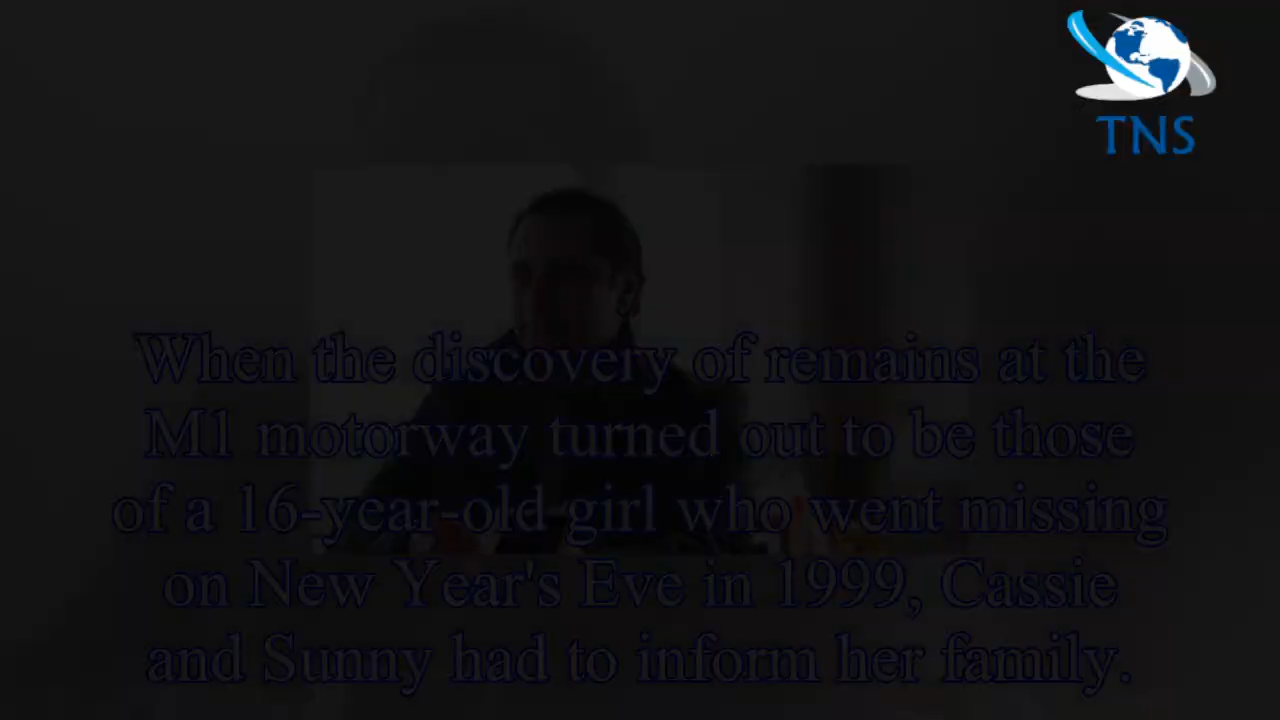 TNS
When the discovery of remains at the
M1 motorway turned out to be those
of a 16-year-old girl who went missing
on New Year's Eve in 1999, Cassie
and Sunny had to inform her family.